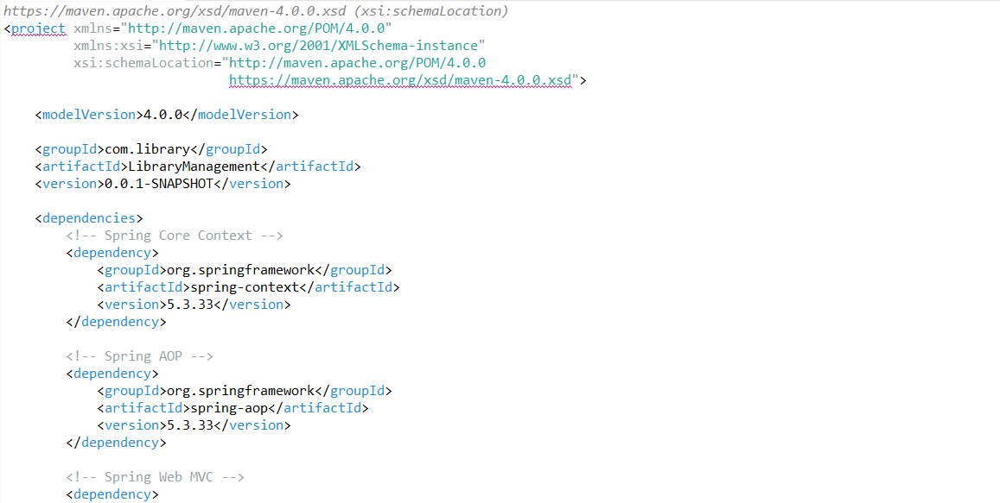 https://maven.apache.org/xsd/maven-4.0.0.xsd (xsi:schemaLocation)
<project xmlns="http://maven.apache.org/POM/4.0.0"
         xmlns:xsi="http://www.w3.org/2001/XMLSchema-instance"
         xsi:schemaLocation="http://maven.apache.org/POM/4.0.0
                             https://maven.apache.org/xsd/maven-4.0.0.xsd">
    <modelVersion>4.0.0</modelVersion>
    <groupId>com.library</groupId>
    <artifactId>LibraryManagement</artifactId>
    <version>0.0.1-SNAPSHOT</version>
    <dependencies>
        <!-- Spring Core Context -->
        <dependency>
            <groupId>org.springframework</groupId>
            <artifactId>spring-context</artifactId>
            <version>5.3.33</version>
        </dependency>
        <!-- Spring AOP -->
        <dependency>
            <groupId>org.springframework</groupId>
            <artifactId>spring-aop</artifactId>
            <version>5.3.33</version>
        </dependency>
        <!-- Spring Web MVC -->
        <dependency>